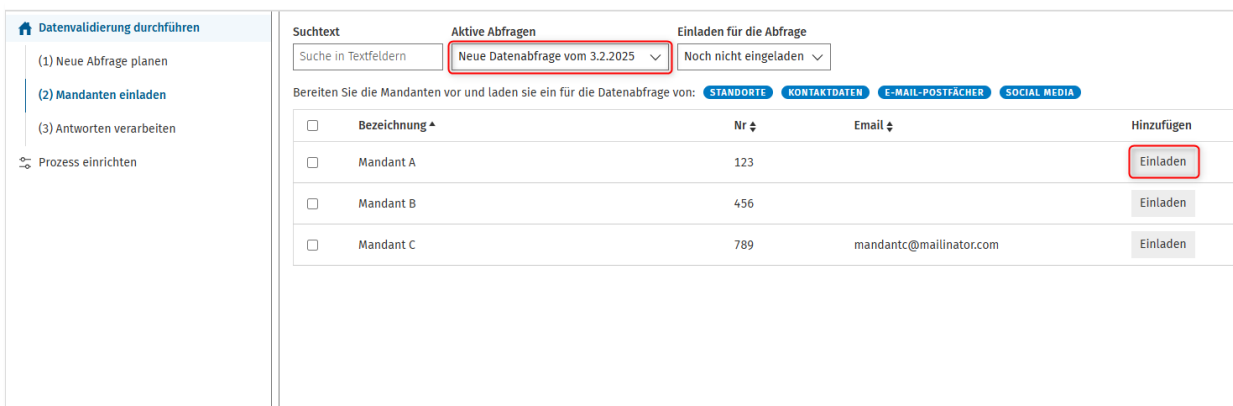 Datenvalidierung durchführen
(1) Neue Abfrage planen
(2) Mandanten einladen
(3) Antworten verarbeiten
Prozess einrichten
Suchtext Aktive Abfragen Einladen für die Abfrage
Suche in Textfeldern Neue Datenabfrage vom 3.2.2025 Noch nicht eingeladen
Bereiten Sie die Mandanten vor und laden sie ein für die Datenabfrage von: STANDORTE KONTAKTDATEN E-MAIL-POSTFÄCHER SOCIAL MEDIA
Bezeichnung Nr Email Hinzufügen
Mandant A 123 Einladen
Mandant B 456 Einladen
Mandant C 789 mandantc@mailinator.com Einladen